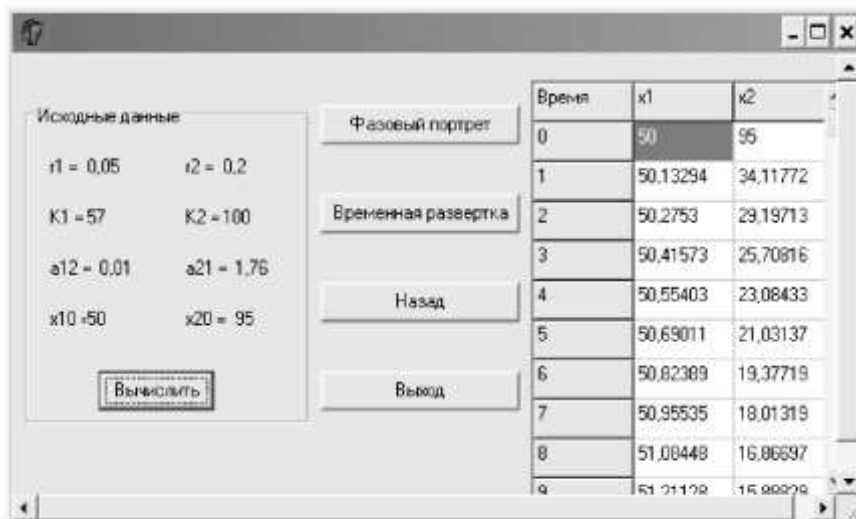 Исходные данные
r1 = 0,05 r2 = 0,2
K1 =57 K2 =100
a12 = 0,01 a21 = 1,76
x10 =50 x20 = 95
Вычислить
Фазовый портрет
Временная развертка
Назад
Выход
Время x1 x2
0 50 95
1 50,13294 34,11772
2 50,2753 29,19713
3 50,41573 25,70816
4 50,55403 23,08433
5 50,69011 21,03137
6 50,82389 19,37719
7 50,95535 18,01319
8 51,08448 16,86697
9 51,21128 15,88829